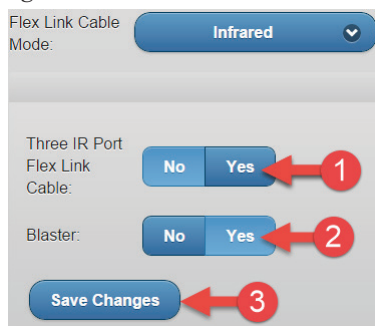 Flex Link Cable
Mode:
Infrared
Three IR Port
Flex Link
Cable:
No Yes 1
Blaster: No Yes 2
Save Changes 3